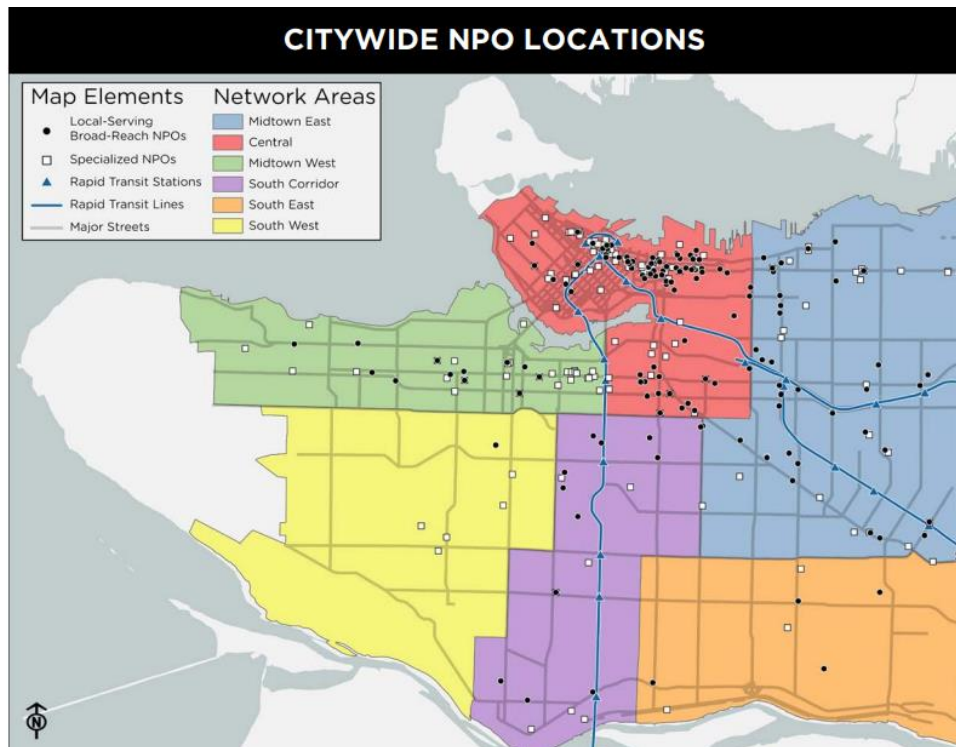 CITYWIDE NPO LOCATIONS
Map Elements
Local-Serving
Broad-Reach NPOs
Specialized NPOs
Rapid Transit Stations
Rapid Transit Lines
Major Streets
Network Areas
Midtown East
Central
Midtown West
South Corridor
South East
South West
N